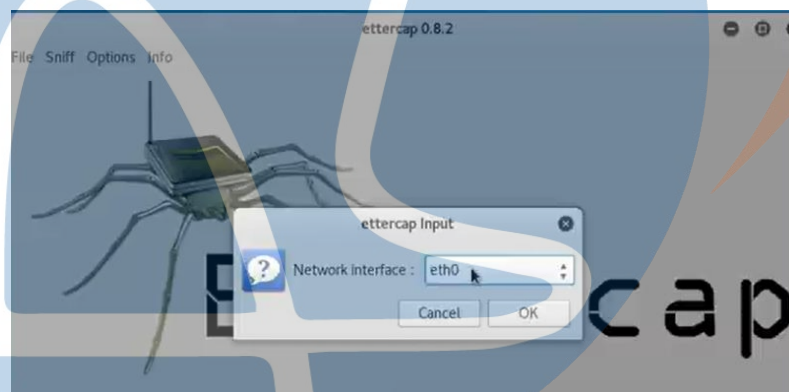 ettercap 0.8.2
File Sniff Options Info
ettercap Input
?
Network interface : eth0
Cancel OK
E cap